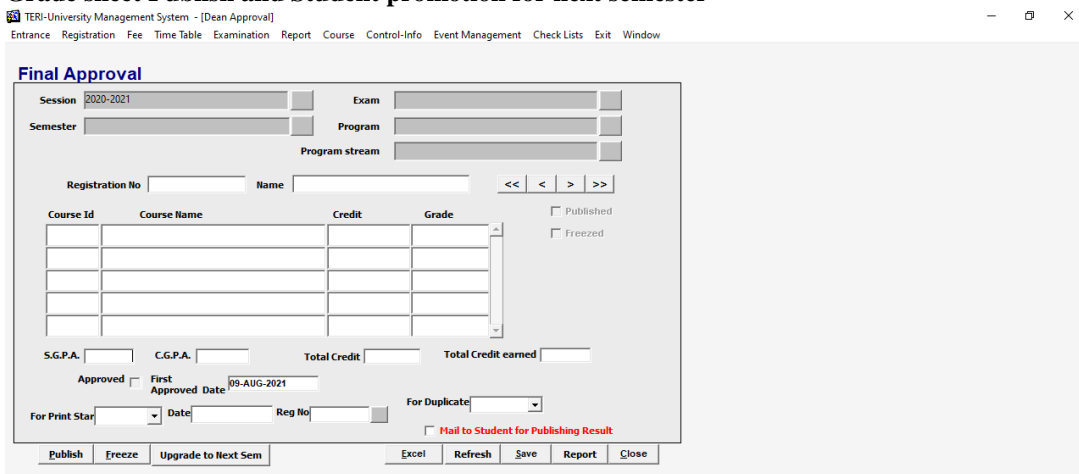 Grade sheet Publish and Student promotion for next semester
TERI-University Management System - [Dean Approval]
Entrance Registration Fee Time Table Examination Report Course Control-Info Event Management Check Lists Exit Window
Final Approval
Session 2020-2021 Exam
Semester Program
Program stream
Registration No Name << < > >>
Course Id Course Name Credit Grade Published
Freezed
S.G.P.A. C.G.P.A. Total Credit Total Credit earned
Approved First Approved Date 09-AUG-2021
For Print Star Date Reg No For Duplicate
Mail to Student for Publishing Result
Publish Freeze Upgrade to Next Sem Excel Refresh Save Report Close